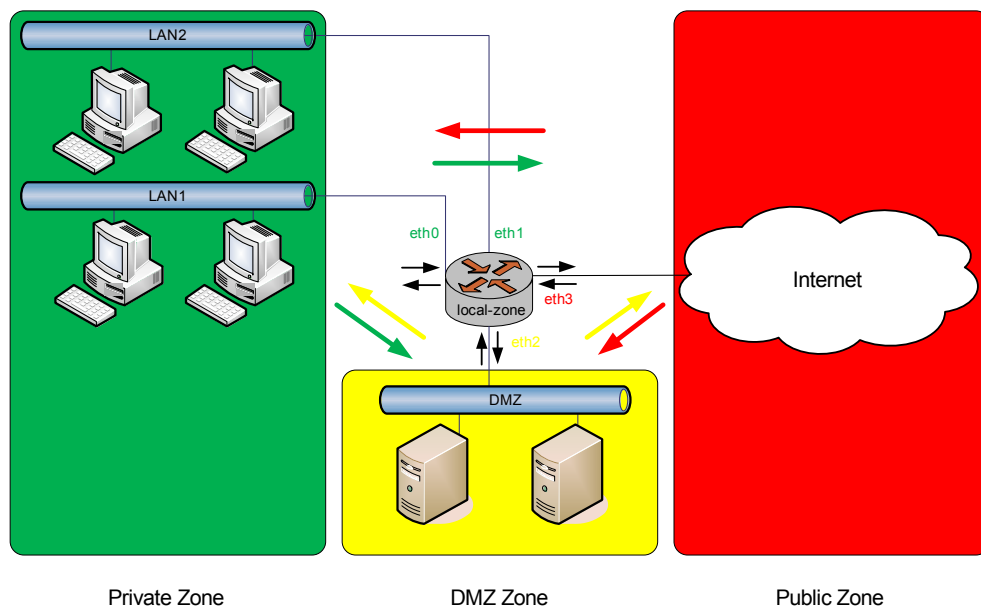 LAN2
LAN1
eth0
eth1
local-zone
eth3
eth2
Internet
DMZ
Private Zone
DMZ Zone
Public Zone